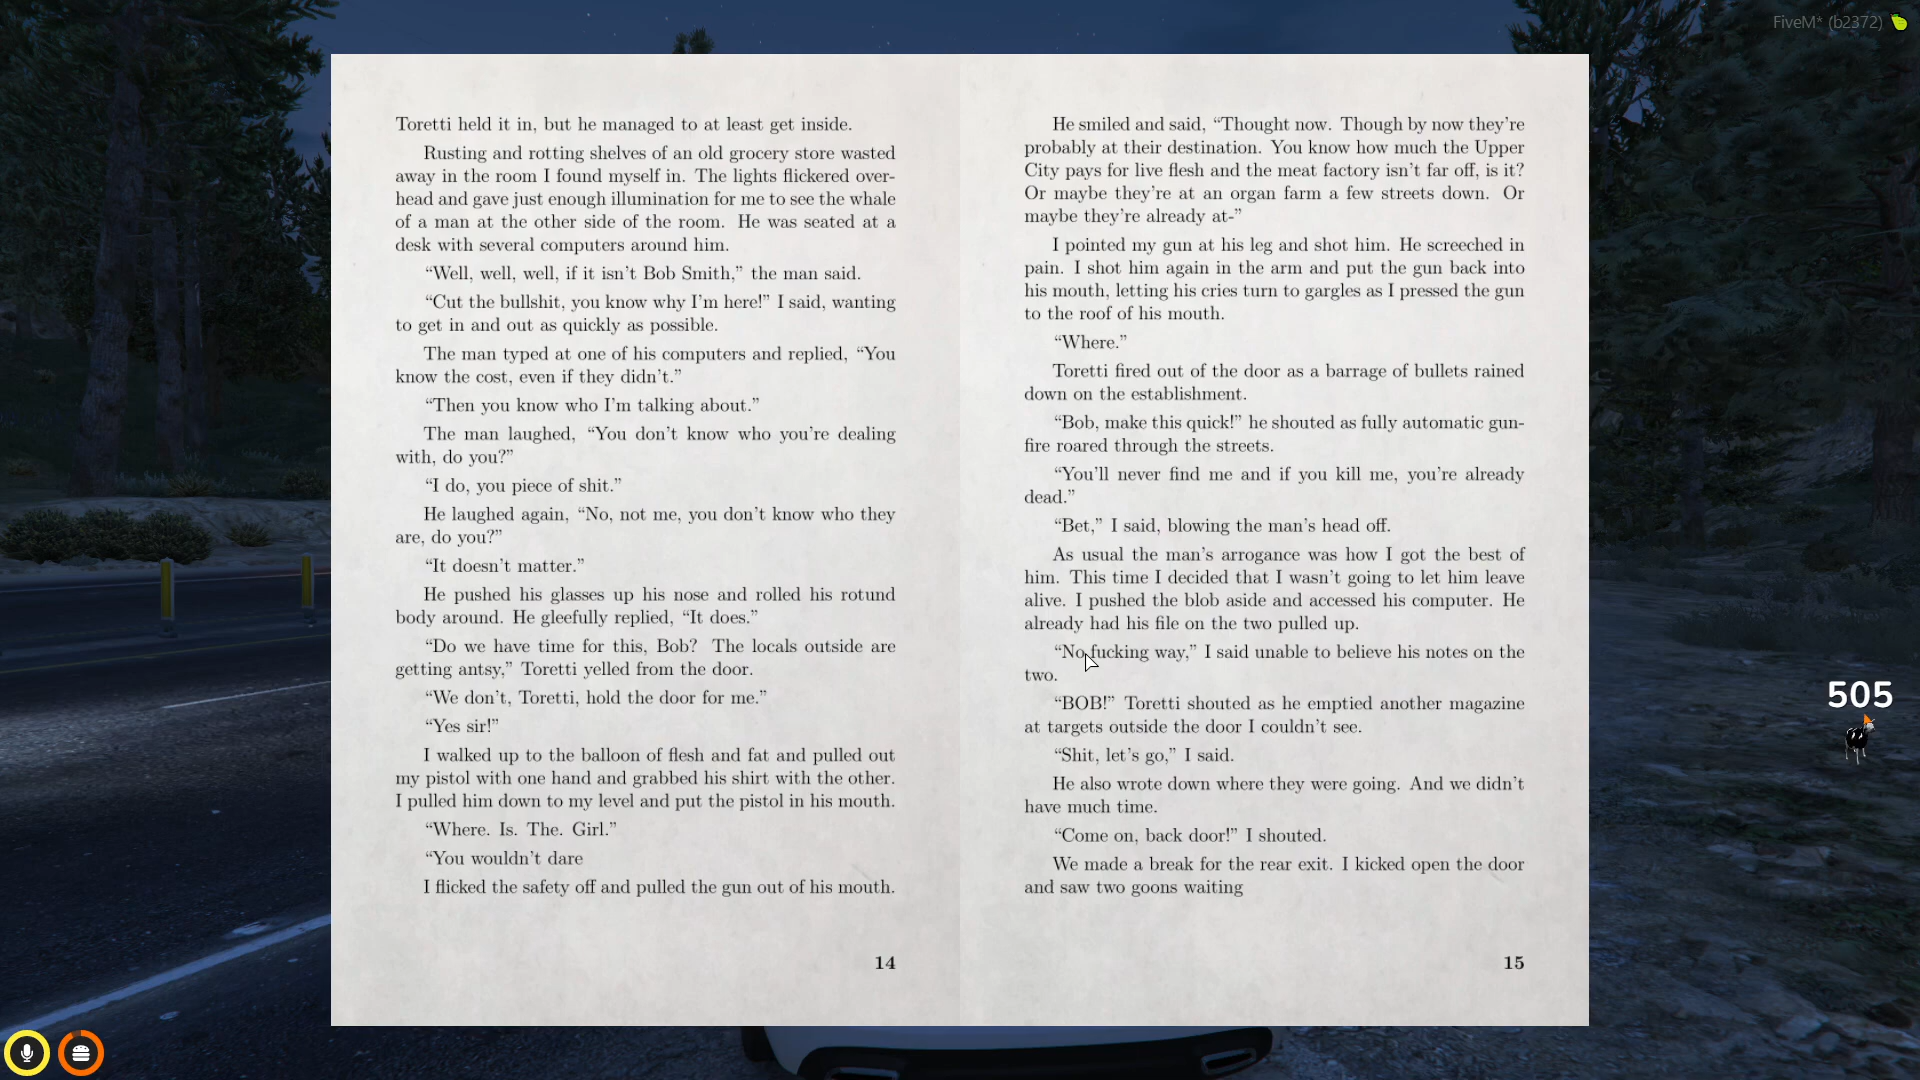 FiveM* (b2372)
Toretti held it in, but he managed to at least get inside.
Rusting and rotting shelves of an old grocery store wasted
away in the room I found myself in. The lights flickered over-
head and gave just enough illumination for me to see the whale
of a man at the other side of the room. He was seated at a
desk with several computers around him.
“Well, well, well, if it isn’t Bob Smith,” the man said.
“Cut the bullshit, you know why I’m here!” I said, wanting
to get in and out as quickly as possible.
The man typed at one of his computers and replied, “You
know the cost, even if they didn’t.”
“Then you know who I’m talking about.”
The man laughed, “You don’t know who you’re dealing
with, do you?”
“I do, you piece of shit.”
He laughed again, “No, not me, you don’t know who they
are, do you?”
“It doesn’t matter.”
He pushed his glasses up his nose and rolled his rotund
body around. He gleefully replied, “It does.”
“Do we have time for this, Bob? The locals outside are
getting antsy,” Toretti yelled from the door.
“We don’t, Toretti, hold the door for me.”
“Yes sir!”
I walked up to the balloon of flesh and fat and pulled out
my pistol with one hand and grabbed his shirt with the other.
I pulled him down to my level and put the pistol in his mouth.
“Where. Is. The. Girl.”
“You wouldn’t dare
I flicked the safety off and pulled the gun out of his mouth.
14
He smiled and said, “Thought now. Though by now they’re
probably at their destination. You know how much the Upper
City pays for live flesh and the meat factory isn’t far off, is it?
Or maybe they’re at an organ farm a few streets down. Or
maybe they’re already at-”
I pointed my gun at his leg and shot him. He screeched in
pain. I shot him again in the arm and put the gun back into
his mouth, letting his cries turn to gargles as I pressed the gun
to the roof of his mouth.
“Where.”
Toretti fired out of the door as a barrage of bullets rained
down on the establishment.
“Bob, make this quick!” he shouted as fully automatic gun-
fire roared through the streets.
“You’ll never find me and if you kill me, you’re already
dead.”
“Bet,” I said, blowing the man’s head off.
As usual the man’s arrogance was how I got the best of
him. This time I decided that I wasn’t going to let him leave
alive. I pushed the blob aside and accessed his computer. He
already had his file on the two pulled up.
“No fucking way,” I said unable to believe his notes on the
two.
“BOB!” Toretti shouted as he emptied another magazine
at targets outside the door I couldn’t see.
“Shit, let’s go,” I said.
He also wrote down where they were going. And we didn’t
have much time.
“Come on, back door!” I shouted.
We made a break for the rear exit. I kicked open the door
and saw two goons waiting
15
505